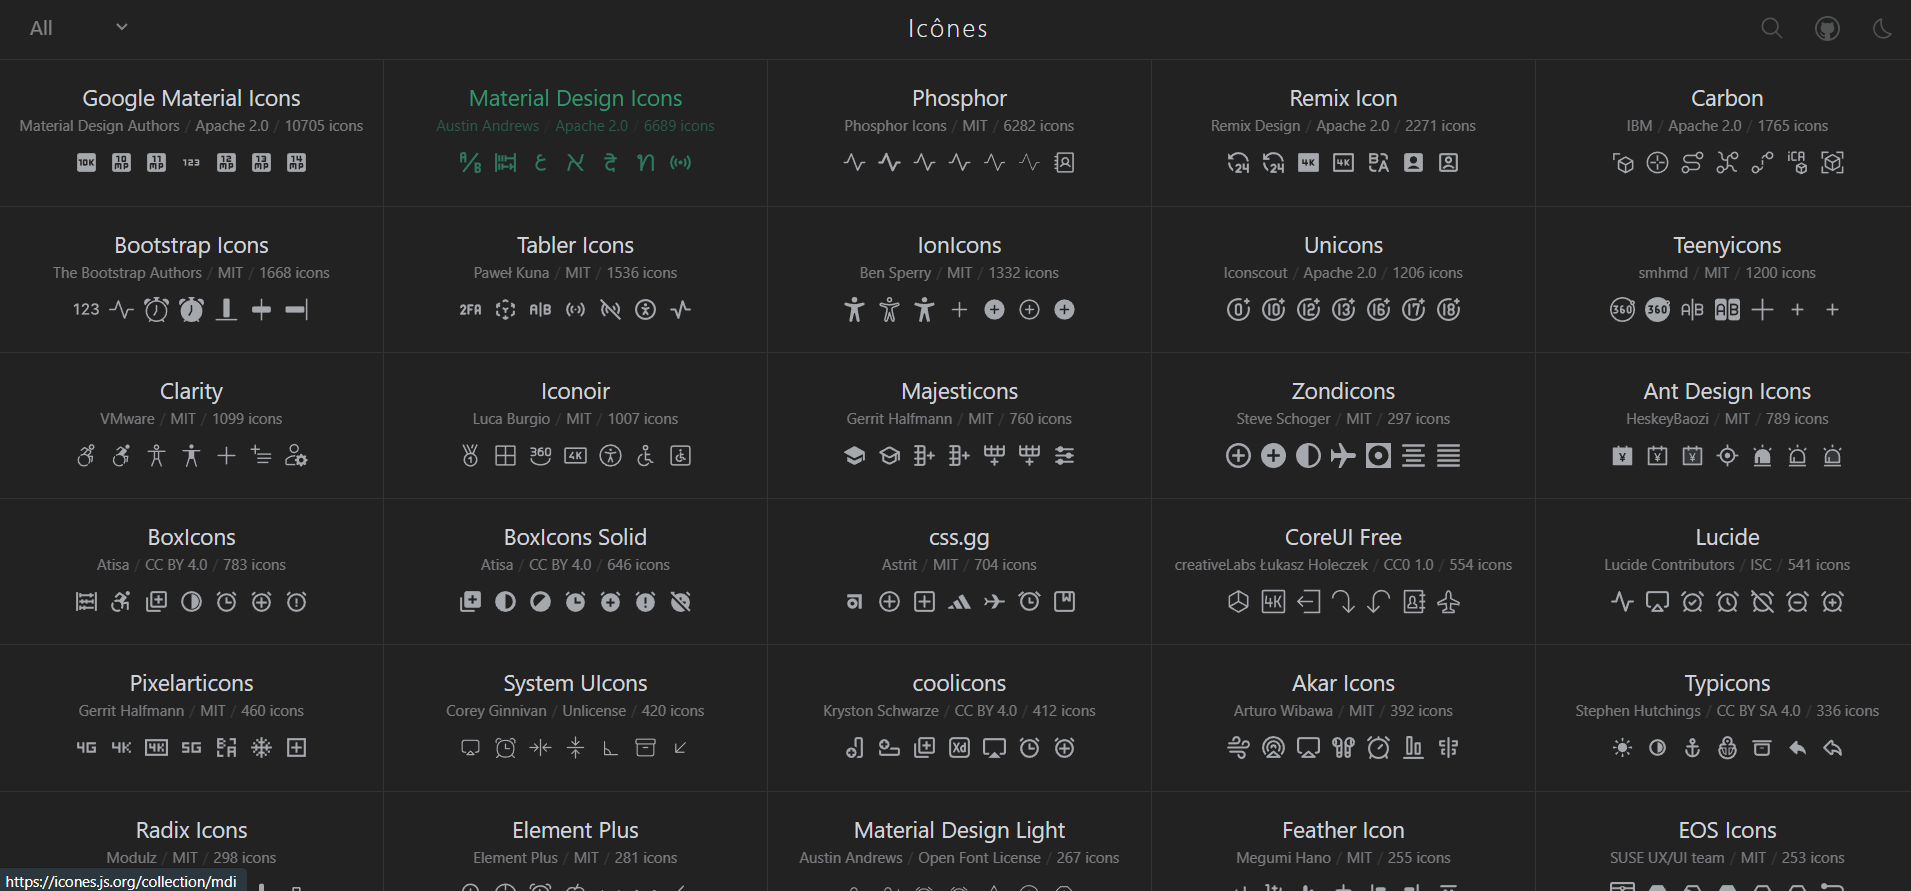 All
Icônes
Google Material Icons
Material Design Authors / Apache 2.0 / 10705 icons
Material Design Icons
Austin Andrews / Apache 2.0 / 6689 icons
Phosphor
Phosphor Icons / MIT / 6282 icons
Remix Icon
Remix Design / Apache 2.0 / 2271 icons
Carbon
IBM / Apache 2.0 / 1765 icons
Bootstrap Icons
The Bootstrap Authors / MIT / 1668 icons
Tabler Icons
Paweł Kuna / MIT / 1536 icons
IonIcons
Ben Sperry / MIT / 1332 icons
Unicons
Iconscout / Apache 2.0 / 1206 icons
Teenyicons
smhmd / MIT / 1200 icons
Clarity
VMware / MIT / 1099 icons
Iconoir
Luca Burgio / MIT / 1007 icons
Majesticons
Gerrit Halfmann / MIT / 760 icons
Zondicons
Steve Schoger / MIT / 297 icons
Ant Design Icons
HeskeyBaozi / MIT / 789 icons
BoxIcons
Atisa / CC BY 4.0 / 783 icons
BoxIcons Solid
Atisa / CC BY 4.0 / 646 icons
css.gg
Astrit / MIT / 704 icons
CoreUI Free
creativeLabs Łukasz Holeczek / CC0 1.0 / 554 icons
Lucide
Lucide Contributors / ISC / 541 icons
Pixelarticons
Gerrit Halfmann / MIT / 460 icons
System UIcons
Corey Ginnivan / Unlicense / 420 icons
coolicons
Kryston Schwarze / CC BY 4.0 / 412 icons
Akar Icons
Arturo Wibawa / MIT / 392 icons
Typicons
Stephen Hutchings / CC BY SA 4.0 / 336 icons
Radix Icons
Modulz / MIT / 298 icons
Element Plus
Element Plus / MIT / 281 icons
Material Design Light
Austin Andrews / Open Font License / 267 icons
Feather Icon
Megumi Hano / MIT / 255 icons
EOS Icons
SUSE UX/UI team / MIT / 253 icons
https://icones.js.org/collection/mdi